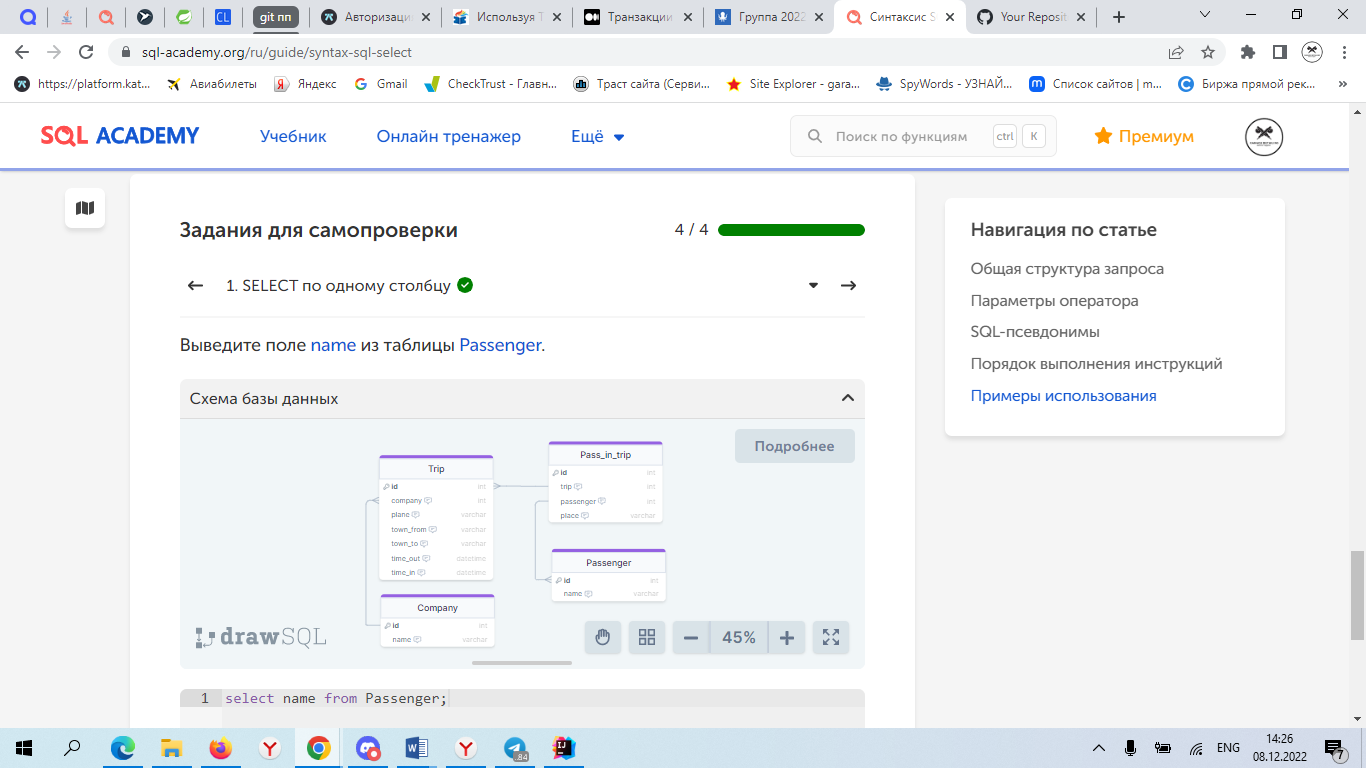 git пп
Авторизаци
Используя Т
Транзакции
Группа 2022
Синтаксис S
Your Reposit
sql-academy.org/ru/guide/syntax-sql-select
https://platform.kat...
Авиабилеты
Яндекс
Gmail
CheckTrust - Главн...
Траст сайта (Серви...
Site Explorer - gara...
SpyWords - УЗНАЙ...
Список сайтов | m...
Биржа прямой рек...
SQL ACADEMY
Учебник
Онлайн тренажер
Ещё
Поиск по функциям
ctrl
K
Премиум
Задания для самопроверки
4 / 4
1. SELECT по одному столбцу
Выведите поле name из таблицы Passenger.
Схема базы данных
Подробнее
Trip
id int
company int
plane varchar
town_from varchar
town_to varchar
time_out datetime
time_in datetime
Pass_in_trip
id int
trip int
passenger int
place varchar
Passenger
id int
name varchar
Company
id int
name varchar
drawSQL
45%
1 select name from Passenger;
Навигация по статье
Общая структура запроса
Параметры оператора
SQL-псевдонимы
Порядок выполнения инструкций
Примеры использования
84
ENG
14:26
08.12.2022
7